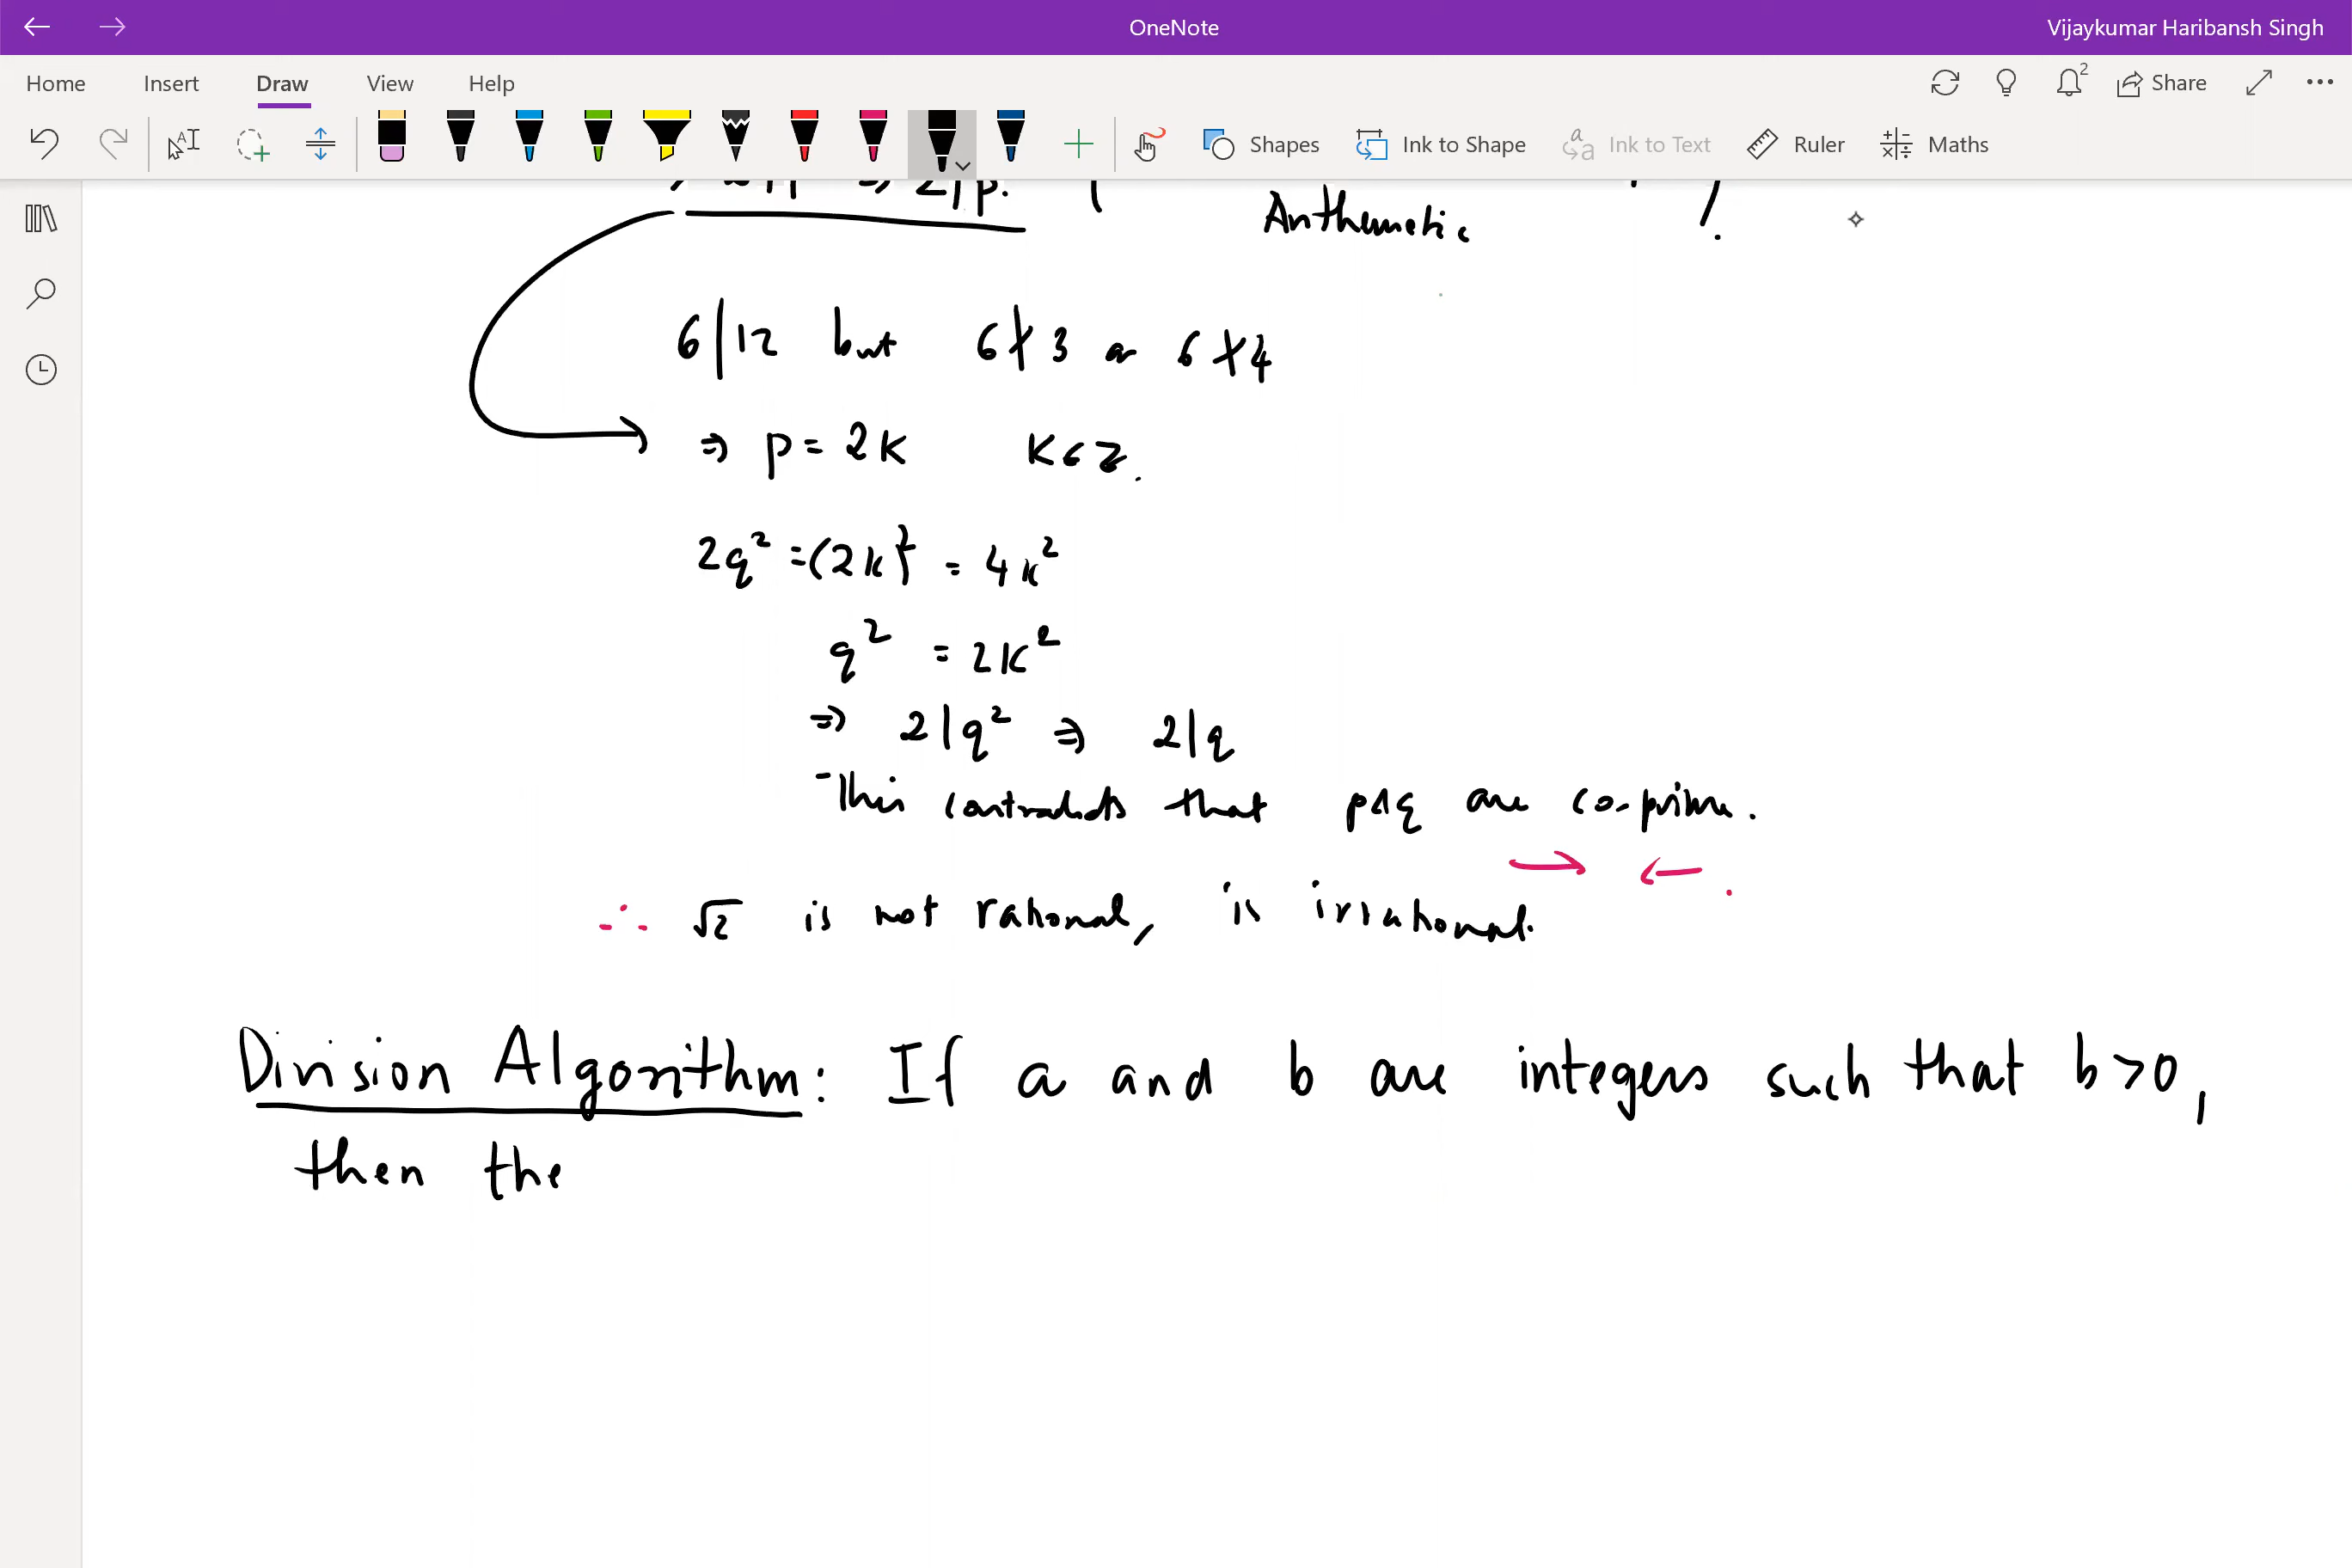 OneNote
Vijaykumar Haribansh Singh
Home Insert Draw View Help
2 Share
Shapes Ink to Shape Ink to Text Ruler Maths
⇒ 2|p.
Arithmetic
6|12 but 6∤3 or 6∤4
⇒ p = 2k k ∈ Z.
2q² = (2k)² = 4k²
q² = 2k²
⇒ 2|q² ⇒ 2|q
This contradicts that p & q are co-prime.
→ ←.
∴ √2 is not rational, is irrational.
Division Algorithm: If a and b are integers such that b>0,
then the